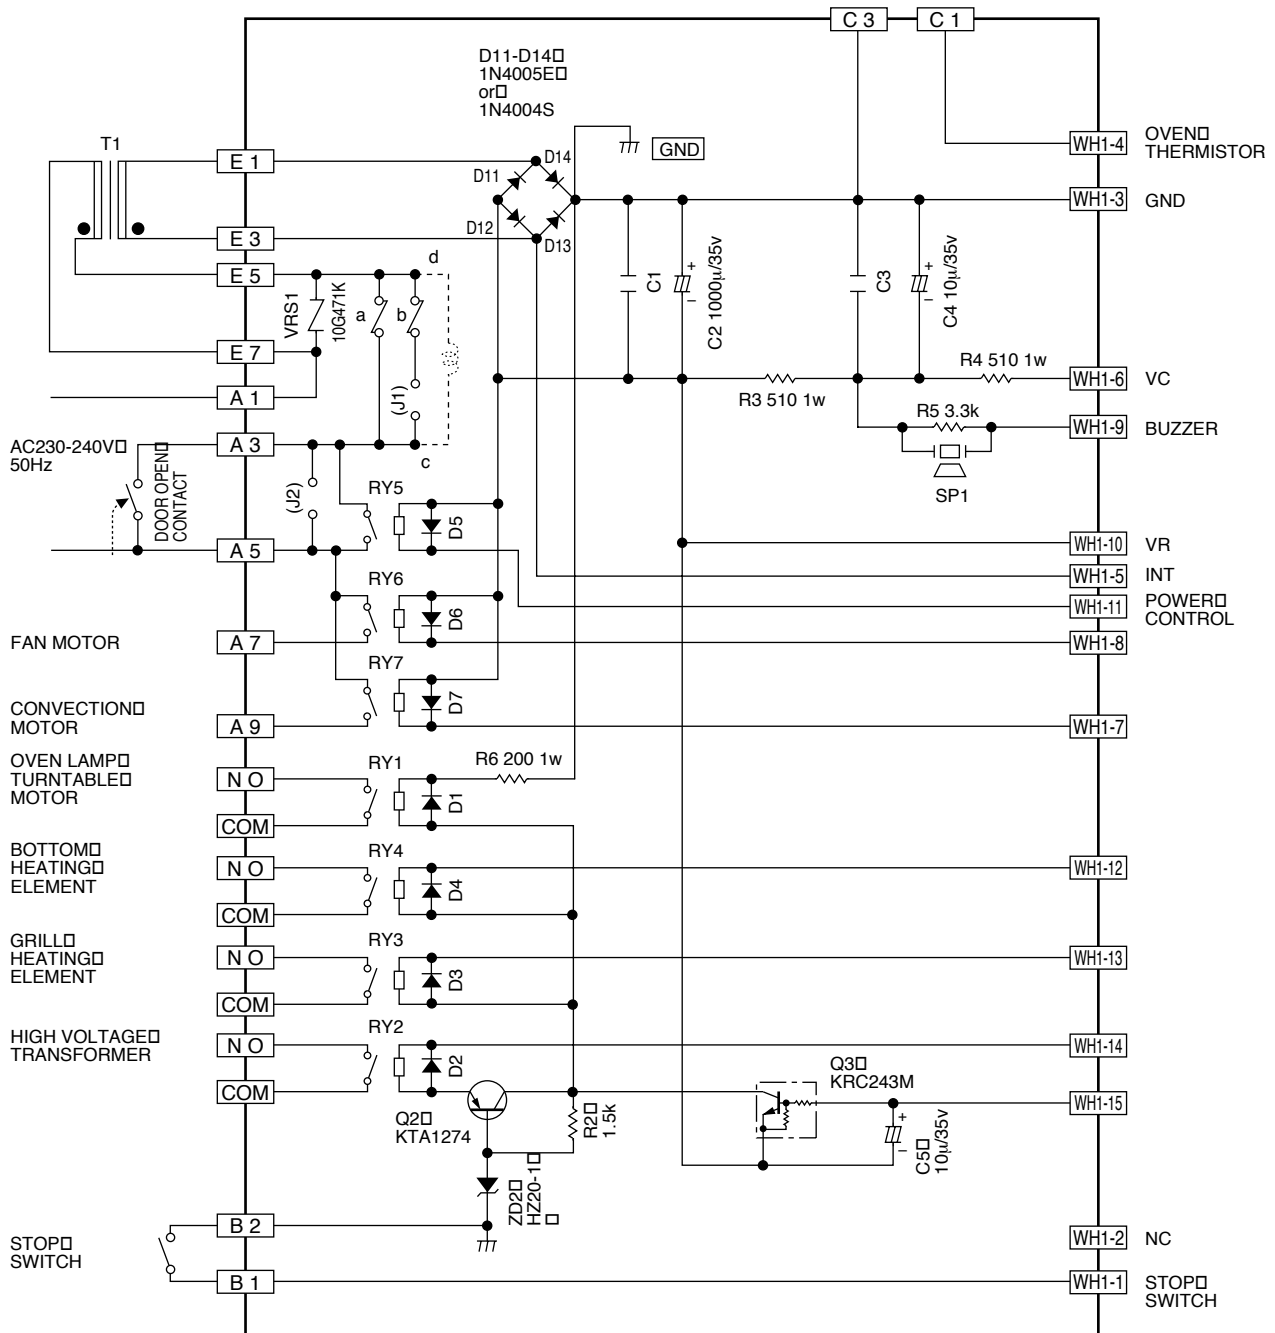 C 3
C 1
D11-D14□
1N4005E□
or□
1N4004S
T1
E 1
D14
GND
WH1-4
OVEN□
THERMISTOR
D11
WH1-3
GND
D12
D13
E 3
d
E 5
VRS1
10G471K
a
b
C1
C2 1000µ/35v
+
–
C3
C4 10µ/35v
+
–
E 7
R4 510 1w
WH1-6
VC
A 1
(J1)
R3 510 1w
R5 3.3k
WH1-9
BUZZER
AC230-240V□
50Hz
A 3
c
SP1
DOOR OPEN□
CONTACT
(J2)
RY5
D5
A 5
WH1-10
VR
WH1-5
INT
RY6
D6
WH1-11
POWER□
CONTROL
FAN MOTOR
A 7
WH1-8
RY7
D7
CONVECTION□
MOTOR
A 9
WH1-7
OVEN LAMP□
TURNTABLE□
MOTOR
N O
RY1
R6 200 1w
D1
COM
BOTTOM□
HEATING□
ELEMENT
N O
RY4
D4
WH1-12
COM
GRILL□
HEATING□
ELEMENT
N O
RY3
D3
WH1-13
COM
HIGH VOLTAGE□
TRANSFORMER
N O
RY2
D2
WH1-14
COM
Q3□
KRC243M
WH1-15
Q2□
KTA1274
R2□
1.5k
+
–
C5□
10µ/35v
ZD2□
HZ20-1□
□
B 2
STOP□
SWITCH
WH1-2
NC
B 1
WH1-1
STOP□
SWITCH